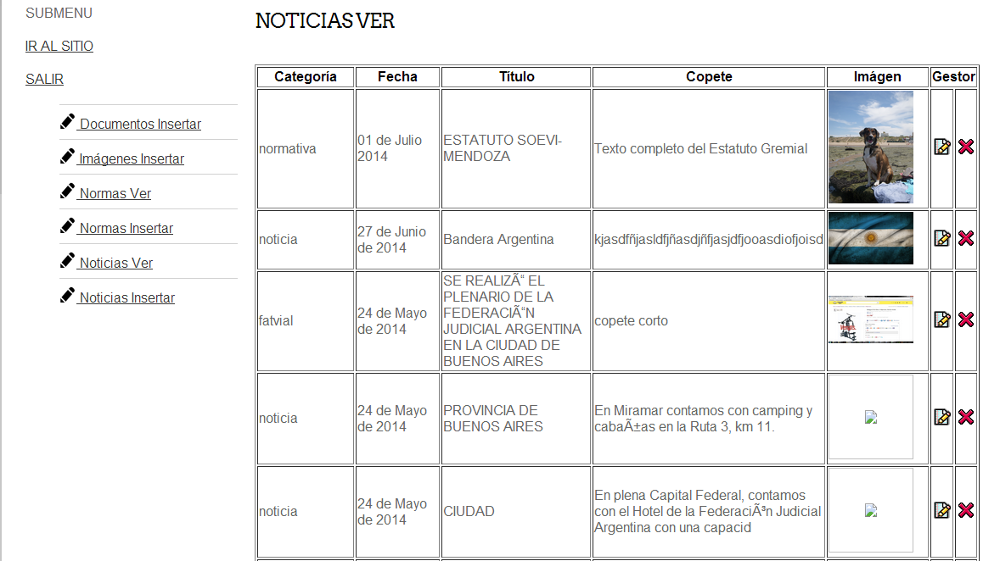 SUBMENU
IR AL SITIO
SALIR
Documentos Insertar
Imágenes Insertar
Normas Ver
Normas Insertar
Noticias Ver
Noticias Insertar
NOTICIAS VER
Categoría Fecha Título Copete Imágen Gestor
normativa
01 de Julio
2014
ESTATUTO SOEVI-
MENDOZA
Texto completo del Estatuto Gremial
noticia
27 de Junio
de 2014
Bandera Argentina
kjasdfñjasldfjñasdjñfjasjdfjooasdiofjoisd
fatvial
24 de Mayo
de 2014
SE REALIZÃ“ EL
PLENARIO DE LA
FEDERACIÃ“N
JUDICIAL ARGENTINA
EN LA CIUDAD DE
BUENOS AIRES
copete corto
noticia
24 de Mayo
de 2014
PROVINCIA DE
BUENOS AIRES
En Miramar contamos con camping y
cabaÃ±as en la Ruta 3, km 11.
noticia
24 de Mayo
de 2014
CIUDAD
En plena Capital Federal, contamos
con el Hotel de la FederaciÃ³n Judicial
Argentina con una capacid